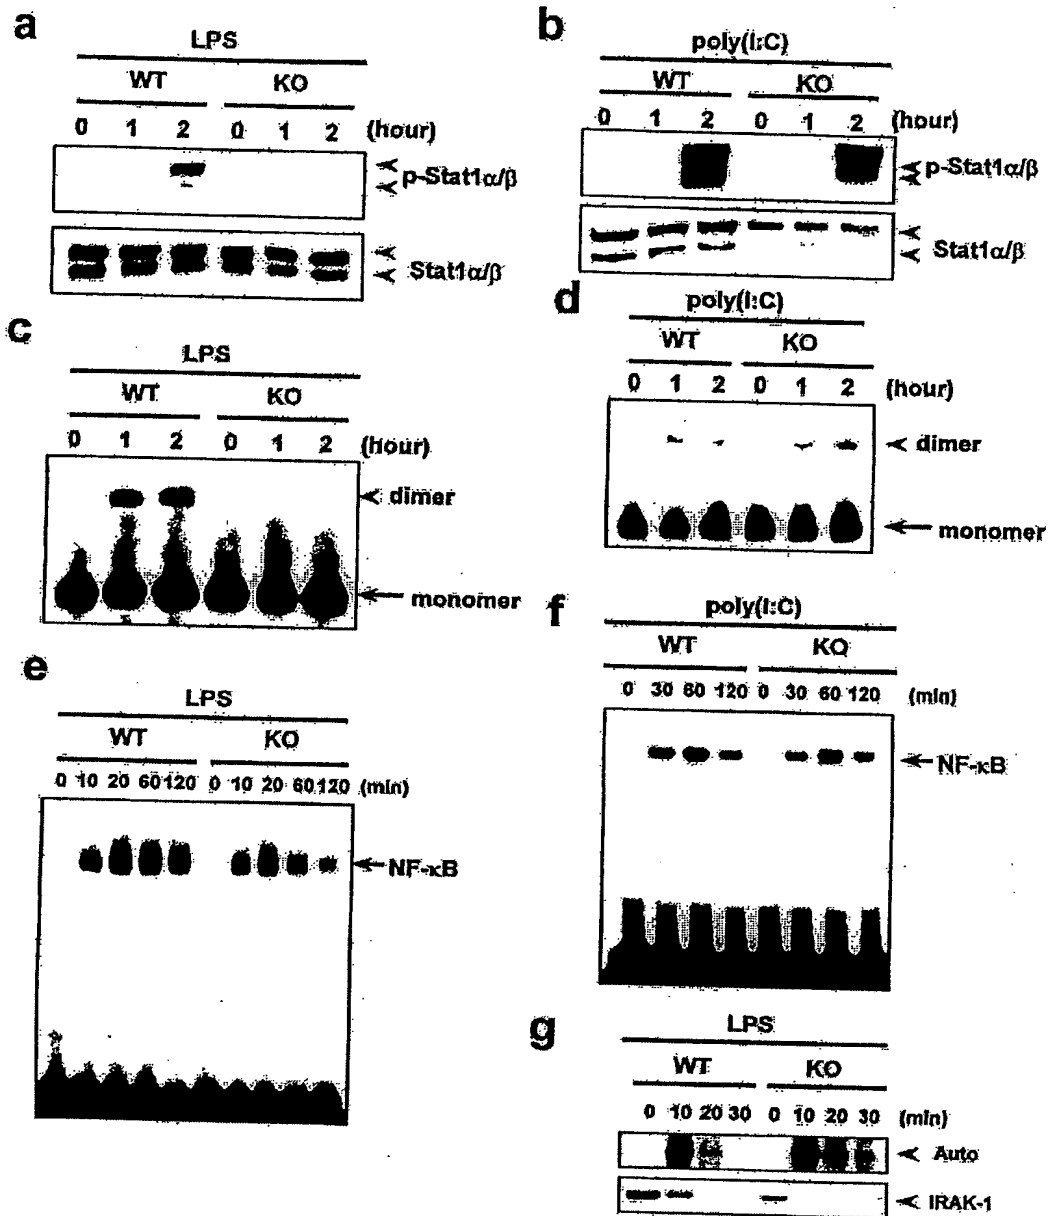 a
LPS
WT KO
0 1 2 0 1 2 (hour)
p-Stat1α/β
Stat1α/β
b
poly(I:C)
WT KO
0 1 2 0 1 2 (hour)
p-Stat1α/β
Stat1α/β
c
LPS
WT KO
0 1 2 0 1 2 (hour)
dimer
monomer
d
poly(I:C)
WT KO
0 1 2 0 1 2 (hour)
dimer
monomer
e
LPS
WT KO
0 10 20 60 120 0 10 20 60 120 (min)
NF-κB
f
poly(I:C)
WT KO
0 30 60 120 0 30 60 120 (min)
NF-κB
g
LPS
WT KO
0 10 20 30 0 10 20 30 (min)
Auto
IRAK-1